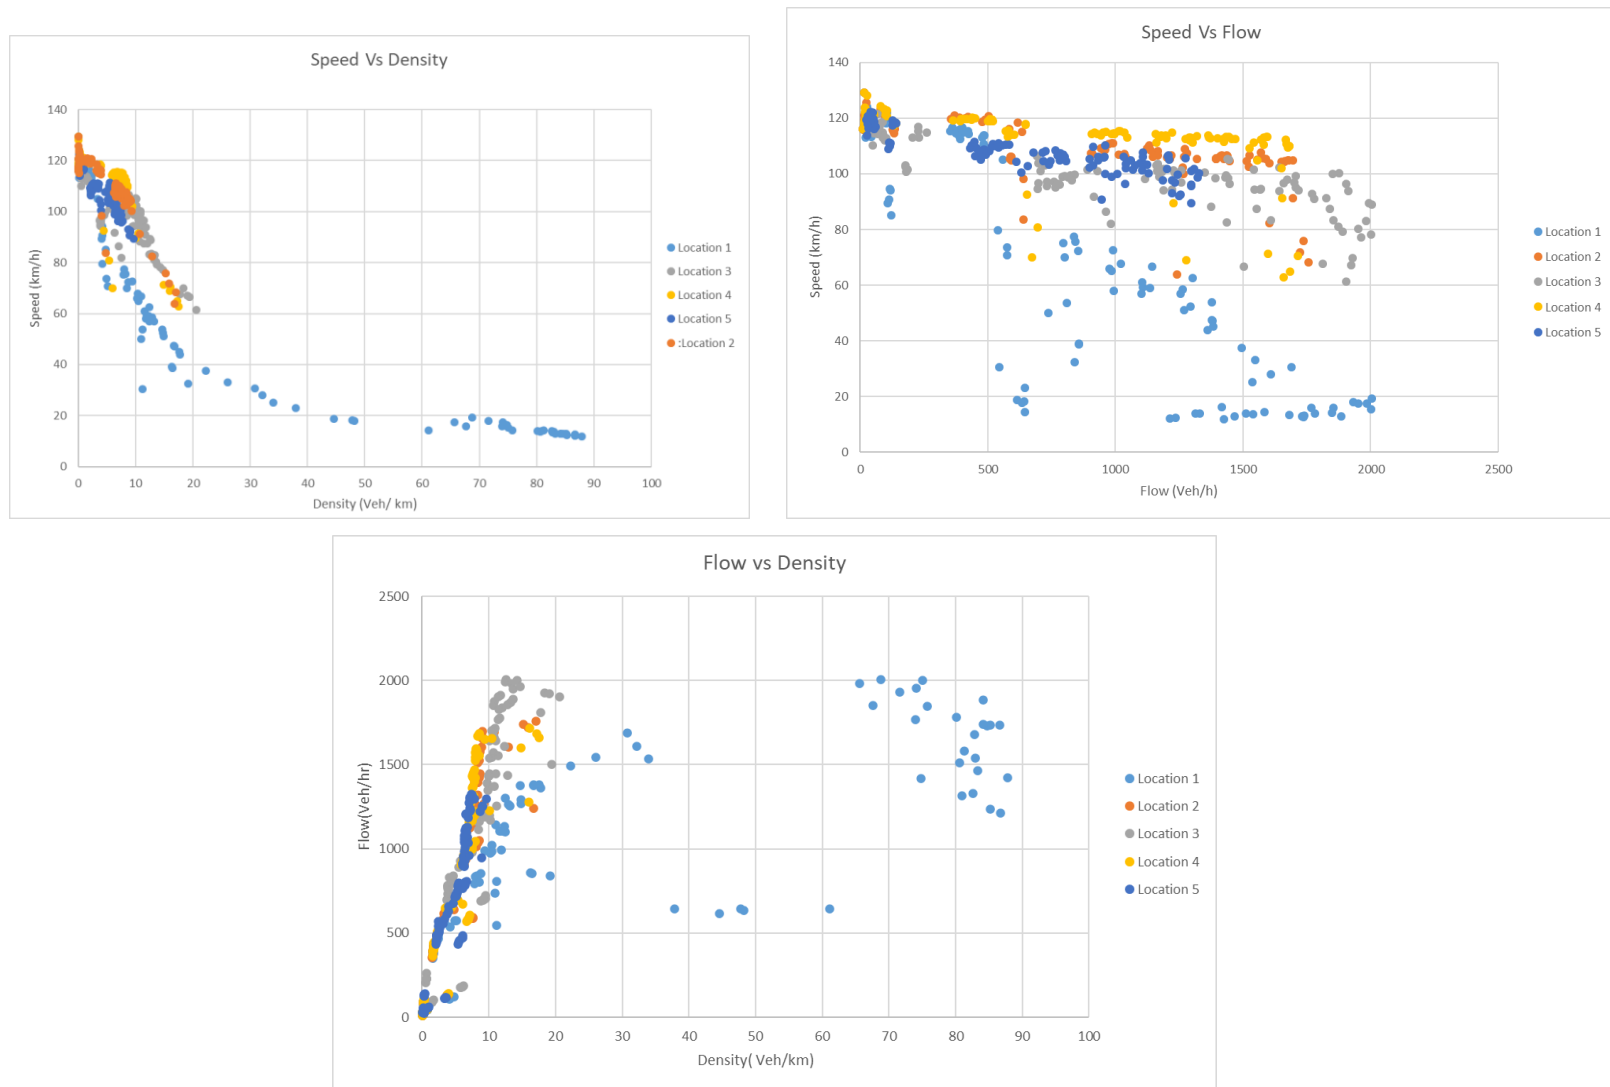 Speed Vs Density
Speed (km/h)
140
120
100
80
60
40
20
0
0 10 20 30 40 50 60 70 80 90 100
Density (Veh/ km)
Location 1
Location 3
Location 4
Location 5
:Location 2
Speed Vs Flow
Speed (km/h)
140
120
100
80
60
40
20
0
0 500 1000 1500 2000 2500
Flow (Veh/h)
Location 1
Location 2
Location 3
Location 4
Location 5
Flow vs Density
Flow(Veh/hr)
2500
2000
1500
1000
500
0
0 10 20 30 40 50 60 70 80 90 100
Density( Veh/km)
Location 1
Location 2
Location 3
Location 4
Location 5